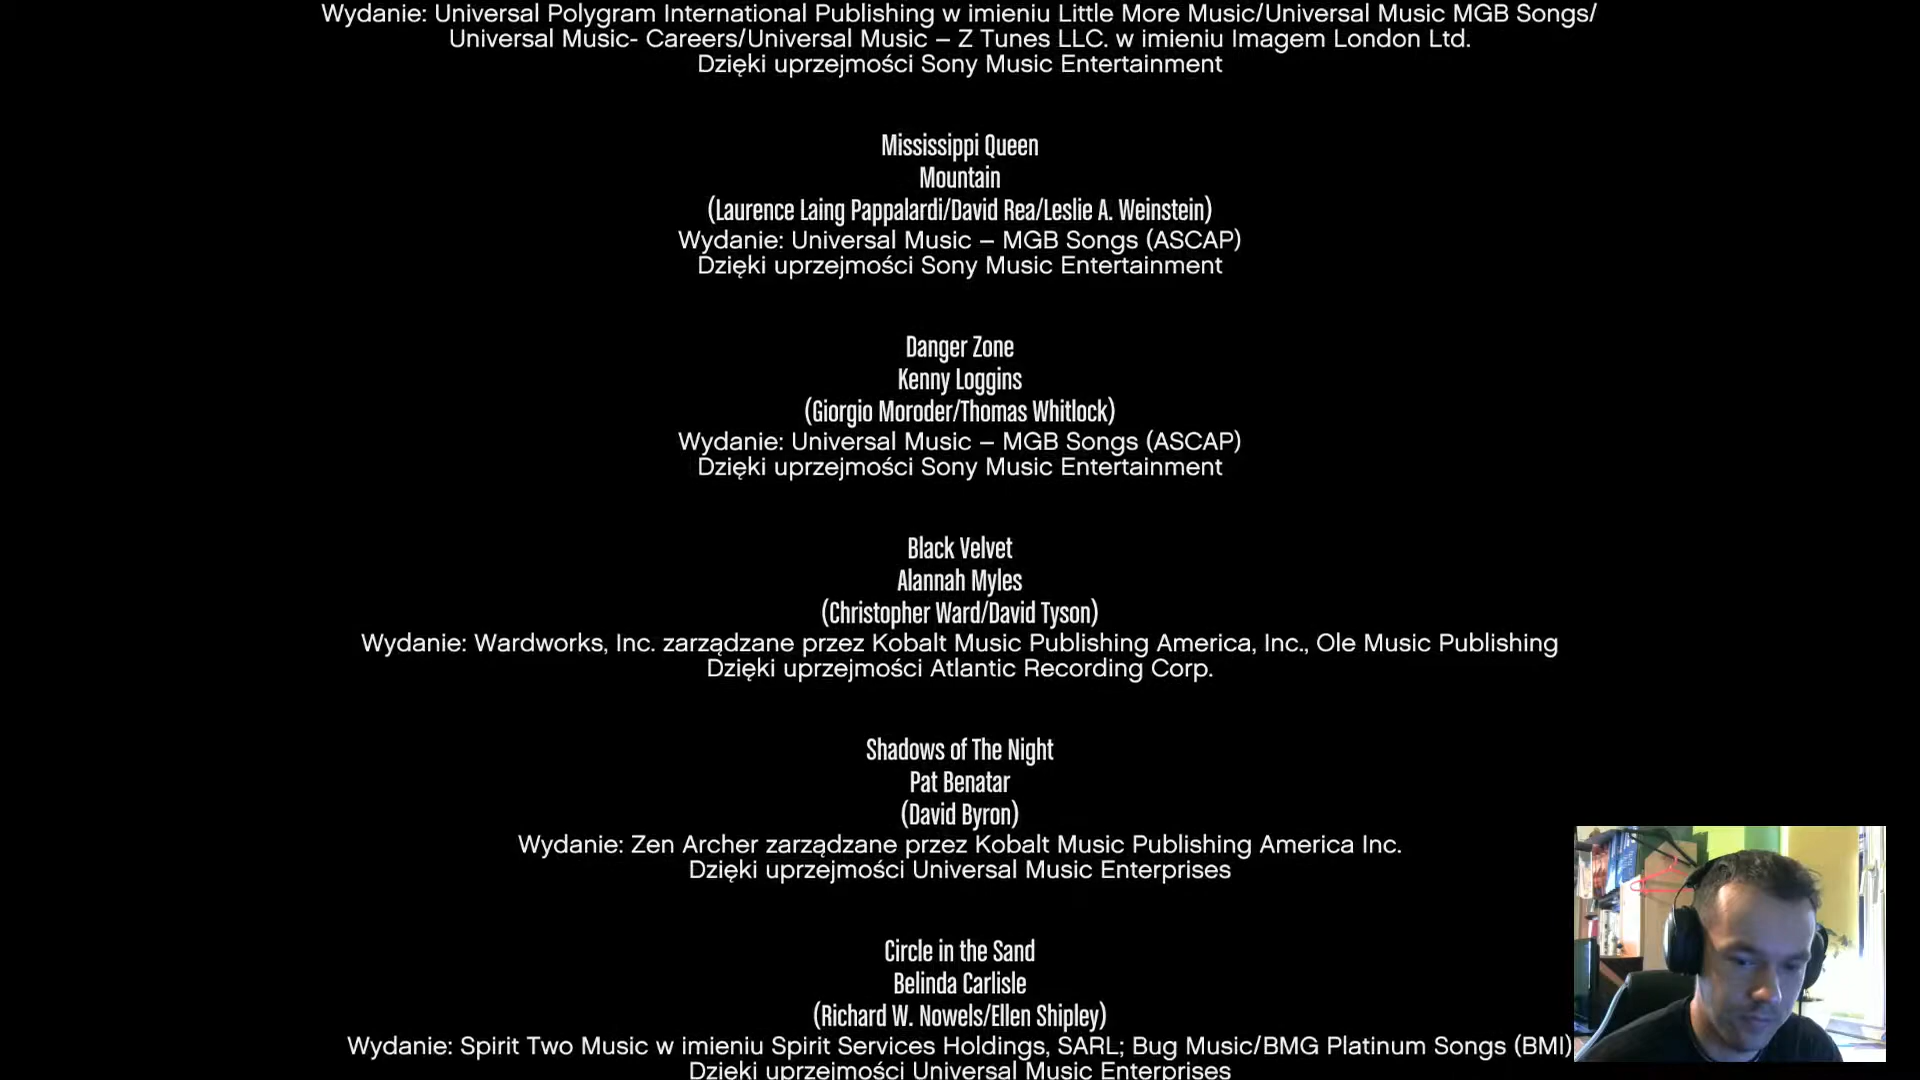 Wydanie: Universal Polygram International Publishing w imieniu Little More Music/Universal Music MGB Songs/
Universal Music- Careers/Universal Music – Z Tunes LLC. w imieniu Imagem London Ltd.
Dzięki uprzejmości Sony Music Entertainment
Mississippi Queen
Mountain
(Laurence Laing Pappalardi/David Rea/Leslie A. Weinstein)
Wydanie: Universal Music – MGB Songs (ASCAP)
Dzięki uprzejmości Sony Music Entertainment
Danger Zone
Kenny Loggins
(Giorgio Moroder/Thomas Whitlock)
Wydanie: Universal Music – MGB Songs (ASCAP)
Dzięki uprzejmości Sony Music Entertainment
Black Velvet
Alannah Myles
(Christopher Ward/David Tyson)
Wydanie: Wardworks, Inc. zarządzane przez Kobalt Music Publishing America, Inc., Ole Music Publishing
Dzięki uprzejmości Atlantic Recording Corp.
Shadows of The Night
Pat Benatar
(David Byron)
Wydanie: Zen Archer zarządzane przez Kobalt Music Publishing America Inc.
Dzięki uprzejmości Universal Music Enterprises
Circle in the Sand
Belinda Carlisle
(Richard W. Nowels/Ellen Shipley)
Wydanie: Spirit Two Music w imieniu Spirit Services Holdings, SARL; Bug Music/BMG Platinum Songs (BMI)
Dzięki uprzejmości Universal Music Enterprises